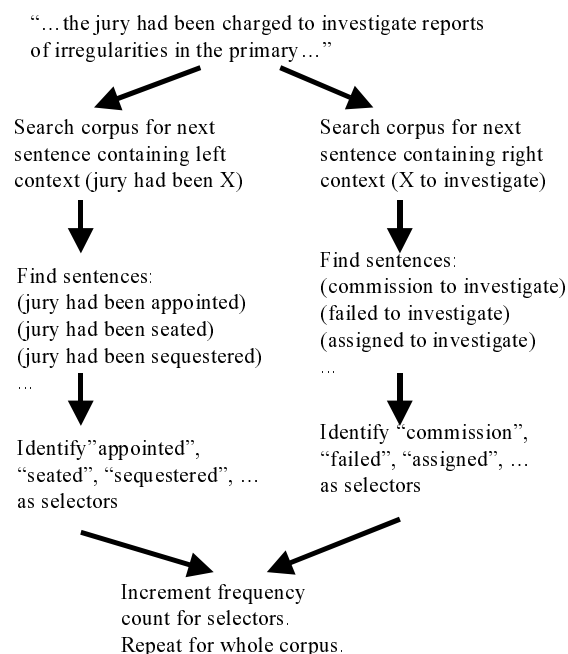 “…the jury had been charged to investigate reports
of irregularities in the primary…”
Search corpus for next
sentence containing left
context (jury had been X)
Find sentences:
(jury had been appointed)
(jury had been seated)
(jury had been sequestered)
…
Identify”appointed”,
“seated”, “sequestered”, …
as selectors
Search corpus for next
sentence containing right
context (X to investigate)
Find sentences:
(commission to investigate)
(failed to investigate)
(assigned to investigate)
…
Identify “commission”,
“failed”, “assigned”, …
as selectors
Increment frequency
count for selectors.
Repeat for whole corpus.